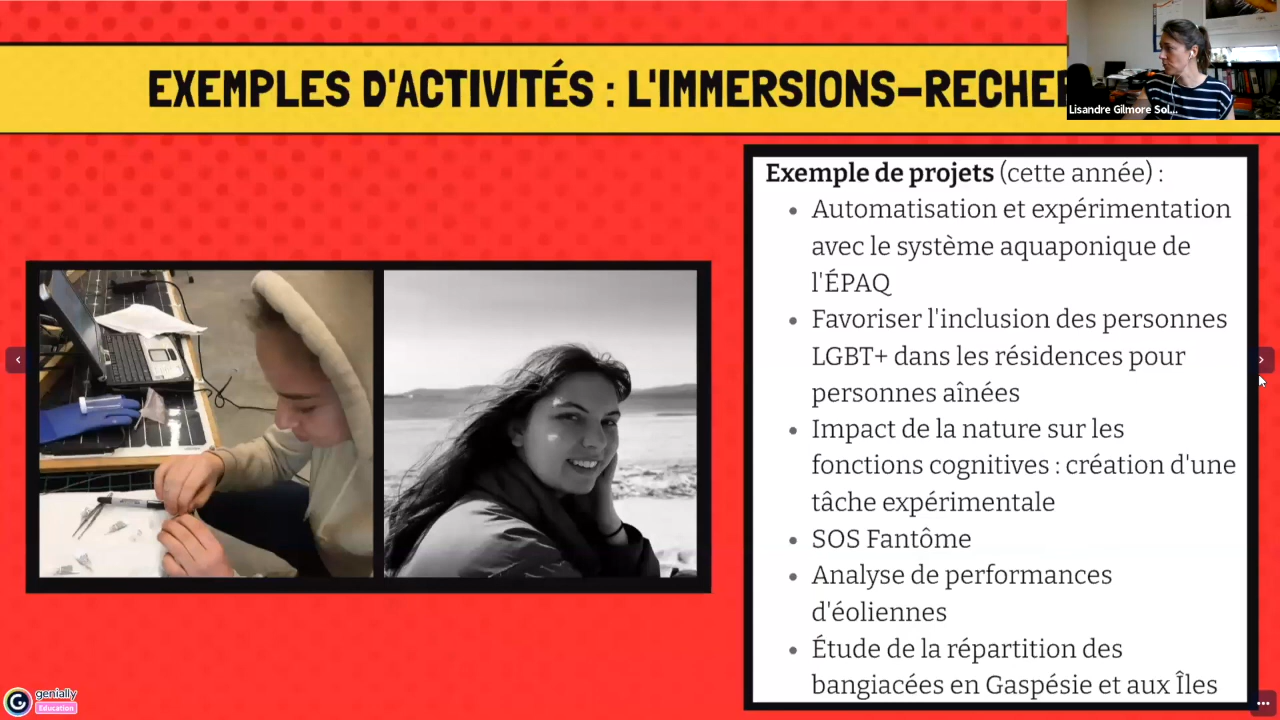 EXEMPLES D'ACTIVITÉS : L'IMMERSIONS-RECHE
Lisandre Gilmore Sol...
Exemple de projets (cette année) :
• Automatisation et expérimentation
avec le système aquaponique de
l'ÉPAQ
• Favoriser l'inclusion des personnes
LGBT+ dans les résidences pour
personnes aînées
• Impact de la nature sur les
fonctions cognitives : création d'une
tâche expérimentale
• SOS Fantôme
• Analyse de performances
d'éoliennes
• Étude de la répartition des
bangiacées en Gaspésie et aux Îles
genially
Education